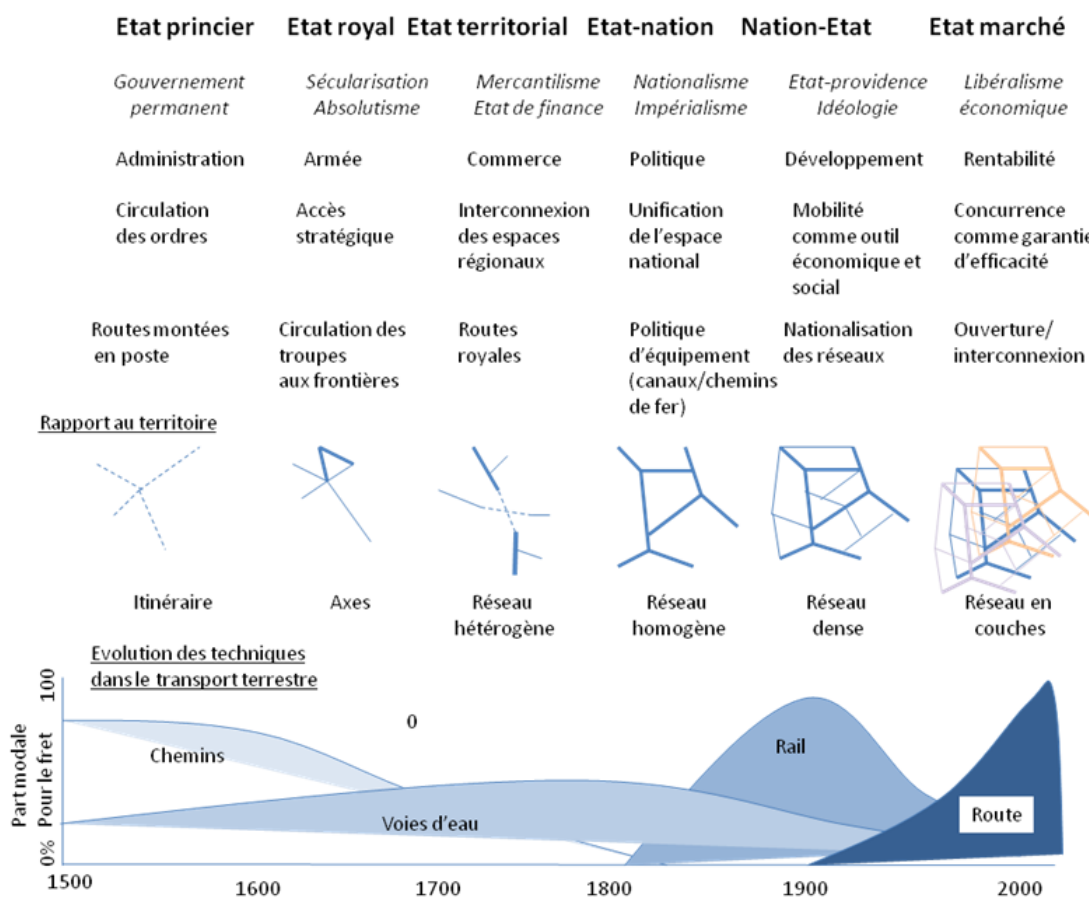 Etat princier Etat royal Etat territorial Etat-nation Nation-Etat Etat marché
Gouvernement Sécularisation Mercantilisme Nationalisme Etat-providence Libéralisme
permanent Absolutisme Etat de finance Impérialisme Idéologie économique
Administration Armée Commerce Politique Développement Rentabilité
Circulation Accès Interconnexion Unification Mobilité Concurrence
des ordres stratégique des espaces de l'espace comme outil comme garantie
régionaux national économique et d'efficacité
social
Routes montées Circulation des Routes Politique Nationalisation Ouverture/
en poste troupes royales d'équipement des réseaux interconnexion
aux frontières (canaux/chemins
de fer)
Rapport au territoire
Itinéraire Axes Réseau Réseau Réseau Réseau en
hétérogène homogène dense couches
Evolution des techniques
dans le transport terrestre
Part modale
Pour le fret
100
0%
0
Chemins
Rail
Voies d'eau
Route
1500 1600 1700 1800 1900 2000